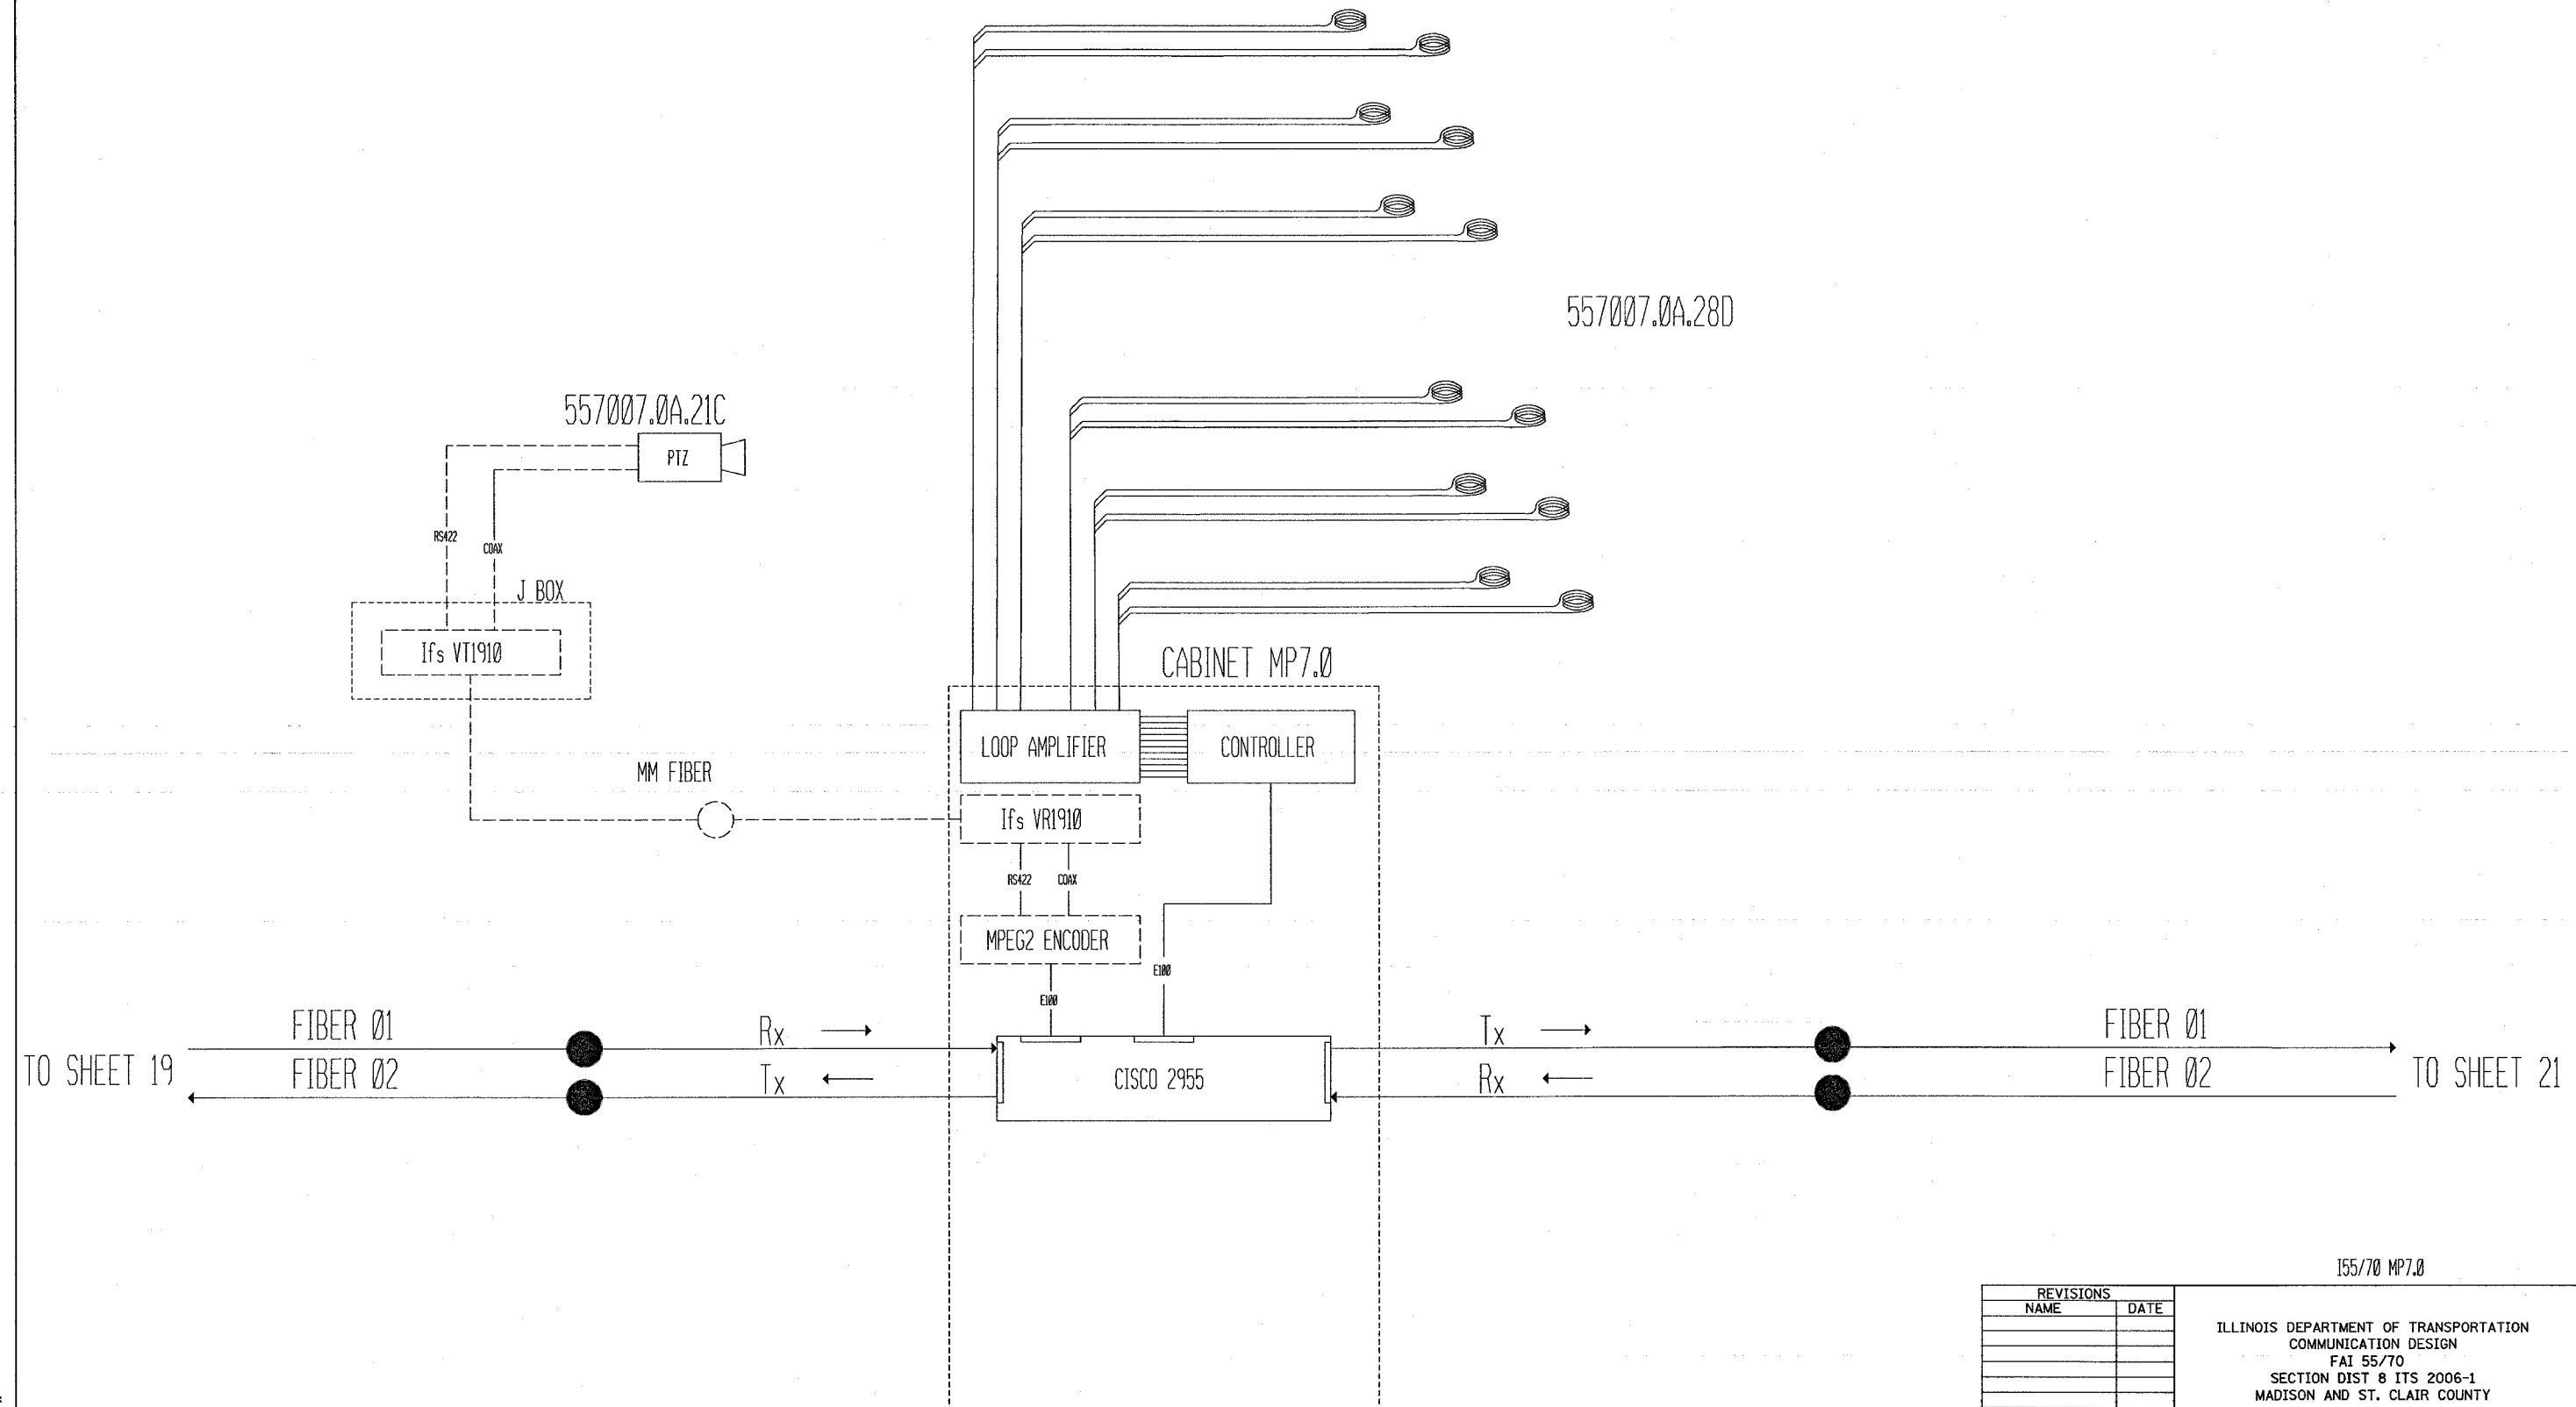 557007.0A.28D
557007.0A.21C
PTZ
RS422
COAX
J BOX
Ifs VT1910
CABINET MP7.0
LOOP AMPLIFIER
CONTROLLER
MM FIBER
Ifs VR1910
RS422
COAX
MPEG2 ENCODER
E100
E100
FIBER 01
Rx
Tx
FIBER 01
TO SHEET 19
FIBER 02
Tx
CISCO 2955
Rx
FIBER 02
TO SHEET 21
I55/70 MP7.0
REVISIONS
NAME
DATE
ILLINOIS DEPARTMENT OF TRANSPORTATION
COMMUNICATION DESIGN
FAI 55/70
SECTION DIST 8 ITS 2006-1
MADISON AND ST. CLAIR COUNTY